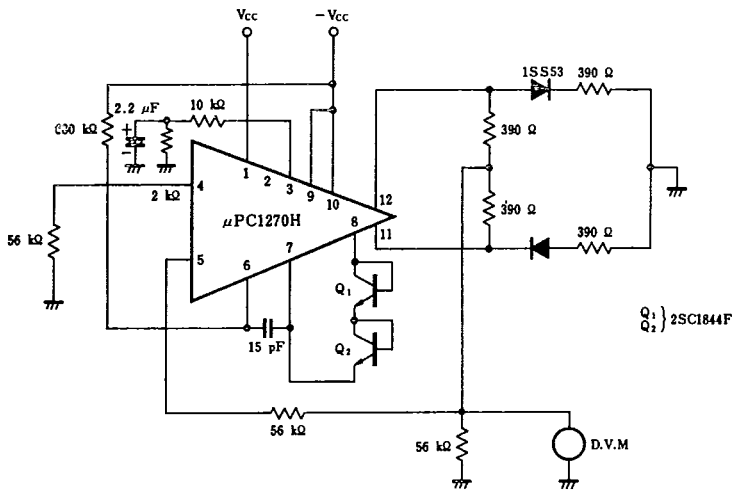 VCC
−VCC
1SS53
390 Ω
2.2 μF
10 kΩ
+
−
390 Ω
1
2
3
9
10
12
4
2 kΩ
μPC1270H
8
11
390 Ω
390 Ω
56 kΩ
5
6
7
Q1
Q2
15 pF
Q1
Q2 } 2SC1844F
56 kΩ
56 kΩ
D.V.M